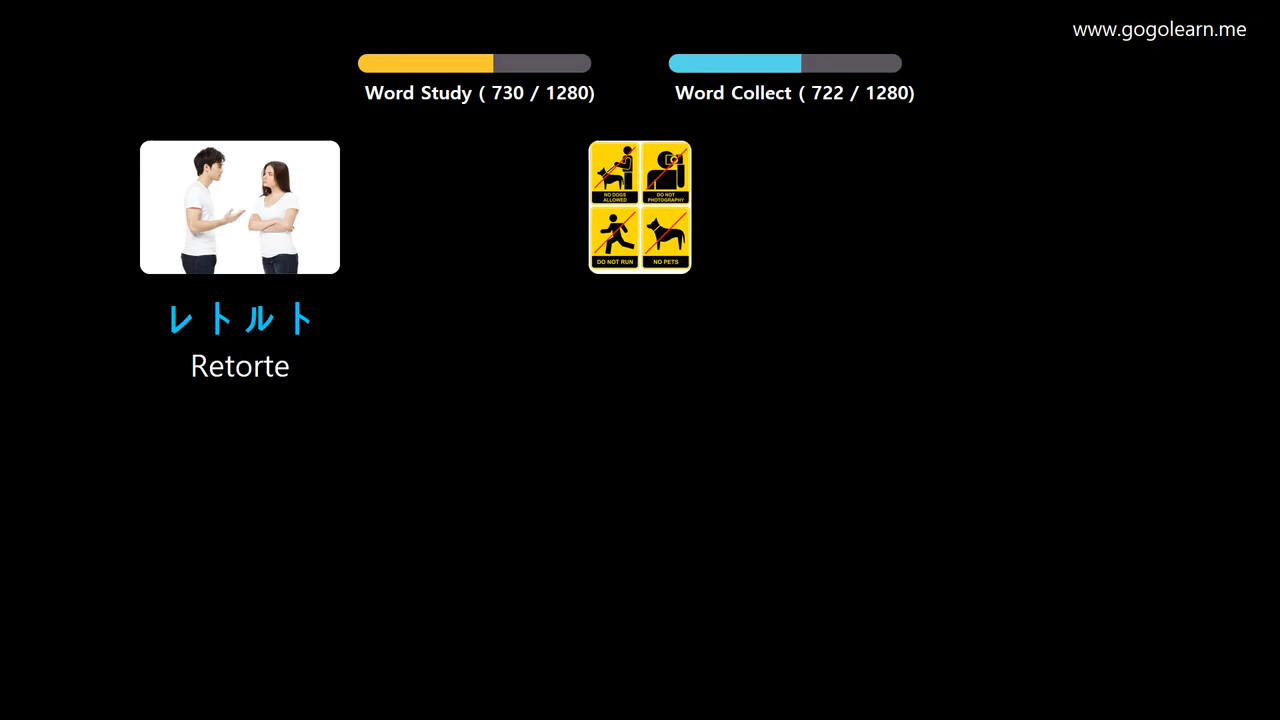 www.gogolearn.me
Word Study ( 730 / 1280)
Word Collect ( 722 / 1280)
NO DOGS
ALLOWED
DO NOT
PHOTOGRAPHY
DO NOT RUN
NO PETS
レトルト
Retorte